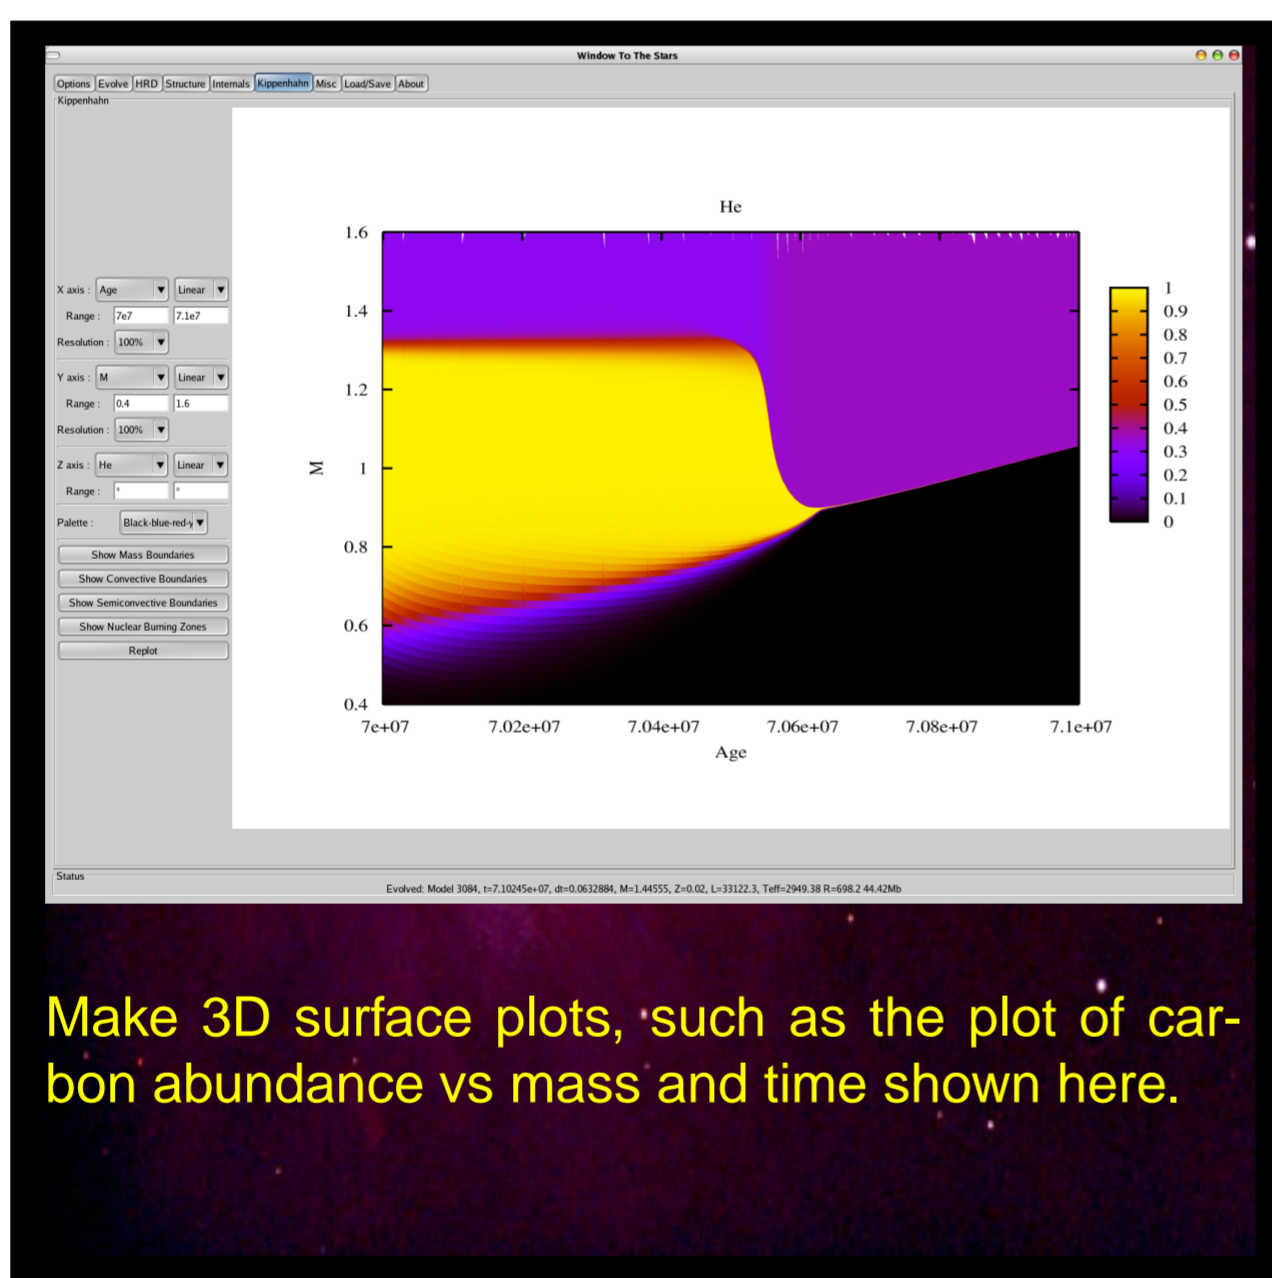 Window To The Stars
Options Evolve HRD Structure Internals Kippenhahn Misc Load/Save About
Kippenhahn
He
1.6
1.4
1.2
1
0.8
0.6
0.4
M
7e+07 7.02e+07 7.04e+07 7.06e+07 7.08e+07 7.1e+07
Age
1
0.9
0.8
0.7
0.6
0.5
0.4
0.3
0.2
0.1
0
X axis : Age Linear
Range : 7e7 7.1e7
Resolution : 100%
Y axis : M Linear
Range : 0.4 1.6
Resolution : 100%
Z axis : He Linear
Range : * *
Palette : Black-blue-red-y
Show Mass Boundaries
Show Convective Boundaries
Show Semiconvective Boundaries
Show Nuclear Burning Zones
Replot
Status
Evolved: Model 3084, t=7.10245e+07, dt=0.0632884, M=1.44555, Z=0.02, L=33122.3, Teff=2949.38 R=698.2 44.42Mb
Make 3D surface plots, such as the plot of car-
bon abundance vs mass and time shown here.